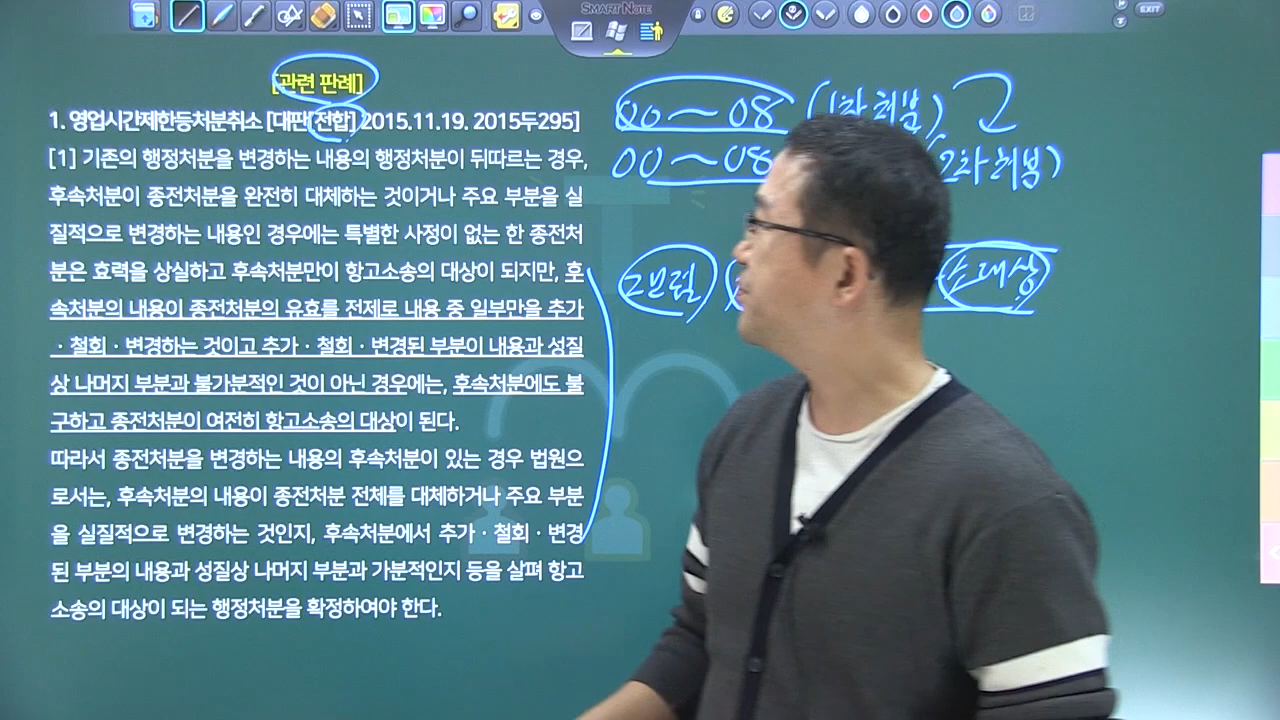 SMART NOTE
EXIT
[관련 판례]
1. 영업시간제한등처분취소 [대판[전합] 2015.11.19. 2015두295]
[1] 기존의 행정처분을 변경하는 내용의 행정처분이 뒤따르는 경우,
후속처분이 종전처분을 완전히 대체하는 것이거나 주요 부분을 실
질적으로 변경하는 내용인 경우에는 특별한 사정이 없는 한 종전처
분은 효력을 상실하고 후속처분만이 항고소송의 대상이 되지만, 후
속처분의 내용이 종전처분의 유효를 전제로 내용 중 일부만을 추가
· 철회 · 변경하는 것이고 추가 · 철회 · 변경된 부분이 내용과 성질
상 나머지 부분과 불가분적인 것이 아닌 경우에는, 후속처분에도 불
구하고 종전처분이 여전히 항고소송의 대상이 된다.
따라서 종전처분을 변경하는 내용의 후속처분이 있는 경우 법원으
로서는, 후속처분의 내용이 종전처분 전체를 대체하거나 주요 부분
을 실질적으로 변경하는 것인지, 후속처분에서 추가 · 철회 · 변경
된 부분의 내용과 성질상 나머지 부분과 가분적인지 등을 살펴 항고
소송의 대상이 되는 행정처분을 확정하여야 한다.
00~08 (1차 처분)
00~08 2차 처분)
소대상